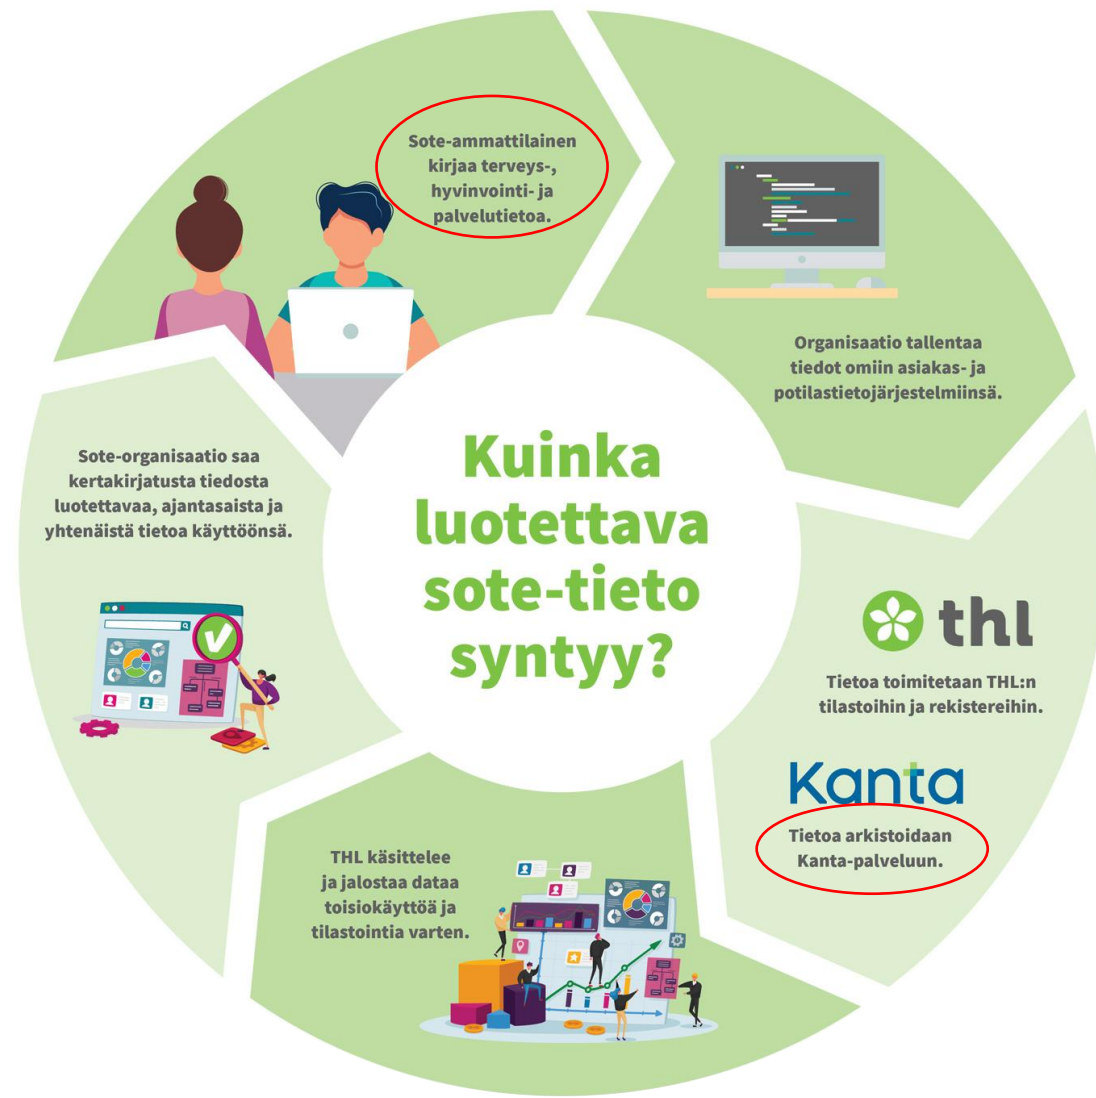 Kuinka
luotettava
sote-tieto
syntyy?
Sote-ammattilainen
kirjaa terveys-,
hyvinvointi- ja
palvelutietoa.
Organisaatio tallentaa
tiedot omiin asiakas- ja
potilastietojärjestelmiinsä.
thl
Tietoa toimitetaan THL:n
tilastoihin ja rekistereihin.
Kanta
Tietoa arkistoidaan
Kanta-palveluun.
THL käsittelee
ja jalostaa dataa
toisiokäyttöä ja
tilastointia varten.
Sote-organisaatio saa
kertakirjatusta tiedosta
luotettavaa, ajantasaista ja
yhtenäistä tietoa käyttöönsä.